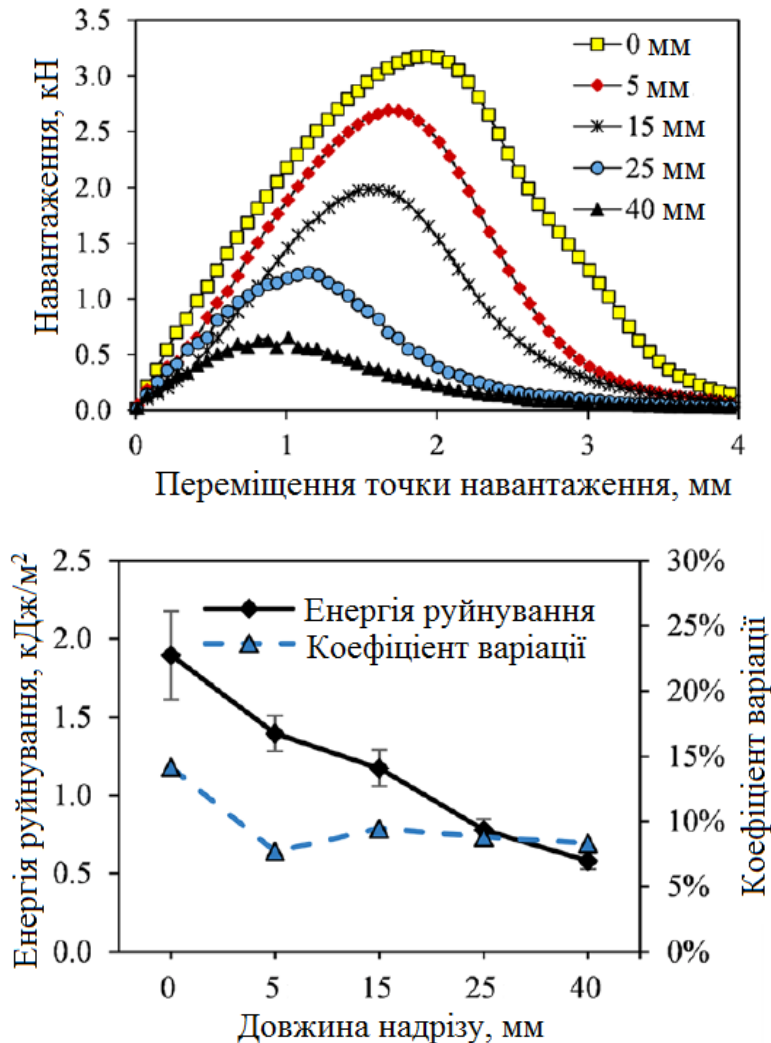 3.5
3.0
2.5
2.0
1.5
1.0
0.5
0.0
Навантаження, кН
0 мм
5 мм
15 мм
25 мм
40 мм
0 1 2 3 4
Переміщення точки навантаження, мм
2.5
2.0
1.5
1.0
0.5
0.0
Енергія руйнування, кДж/м²
Енергія руйнування
Коефіцієнт варіації
30%
25%
20%
15%
10%
5%
0%
Коефіцієнт варіації
0 5 15 25 40
Довжина надрізу, мм